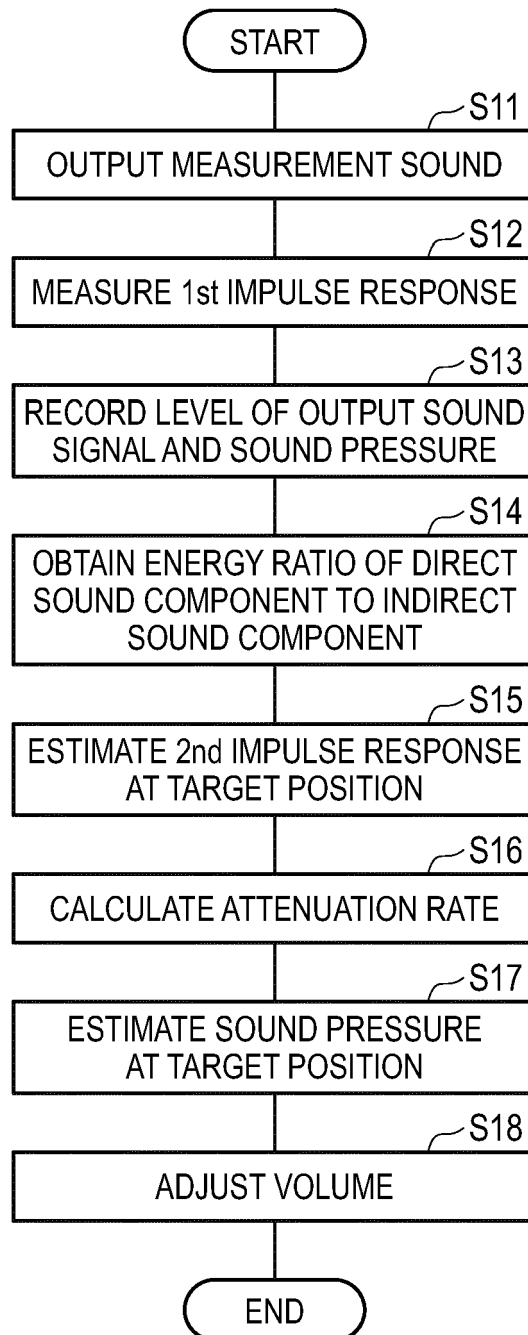 START
S11
OUTPUT MEASUREMENT SOUND
S12
MEASURE 1st IMPULSE RESPONSE
S13
RECORD LEVEL OF OUTPUT SOUND
SIGNAL AND SOUND PRESSURE
S14
OBTAIN ENERGY RATIO OF DIRECT
SOUND COMPONENT TO INDIRECT
SOUND COMPONENT
S15
ESTIMATE 2nd IMPULSE RESPONSE
AT TARGET POSITION
S16
CALCULATE ATTENUATION RATE
S17
ESTIMATE SOUND PRESSURE
AT TARGET POSITION
S18
ADJUST VOLUME
END